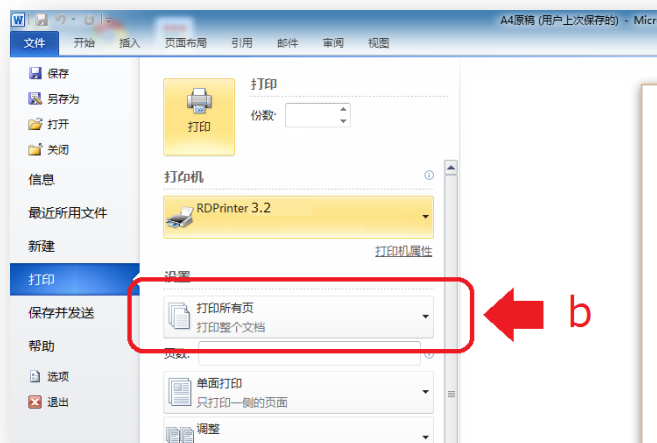 A4原稿 (用户上次保存的) - Micr
文件 开始 插入 页面布局 引用 邮件 审阅 视图
保存
另存为
打开
关闭
信息
最近所用文件
新建
打印
保存并发送
帮助
选项
退出
打印
打印
份数:
打印机
RDPrinter 3.2
打印机属性
设置
打印所有页
打印整个文档
页数:
单面打印
只打印一侧的页面
调整
b